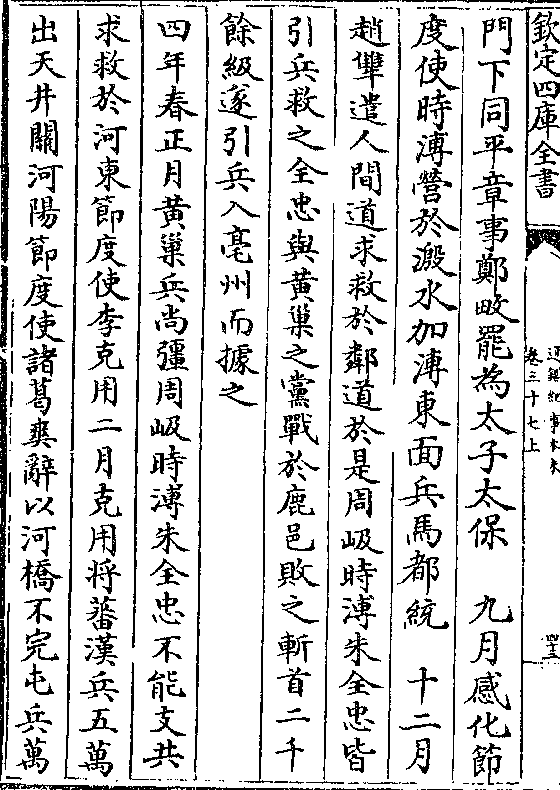 欽定四庫全書
通鑑紀事本末
卷三十七上
四十三
門下同平章事鄭畋罷為太子太保　九月感化節
度使時溥營於溵水加溥東面兵馬都統　十二月
趙犨遣人間道求救於鄰道於是周岋時溥朱全忠皆
引兵救之全忠與黃巢之黨戰於鹿邑敗之斬首二千
餘級遂引兵入亳州而據之
四年春正月黃巢兵尚彊周岋時溥朱全忠不能支共
求救於河東節度使李克用二月克用将蕃漢兵五萬
出天井關河陽節度使諸葛爽辭以河橋不完屯兵萬